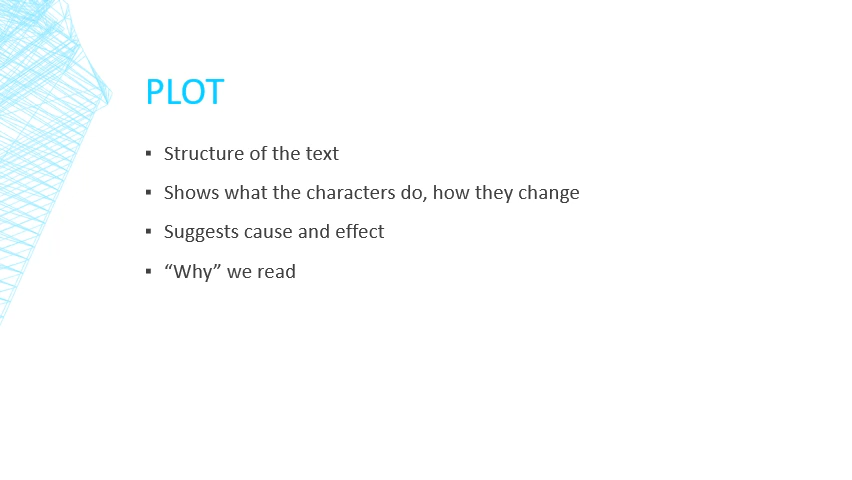 PLOT
▪ Structure of the text
▪ Shows what the characters do, how they change
▪ Suggests cause and effect
▪ “Why” we read